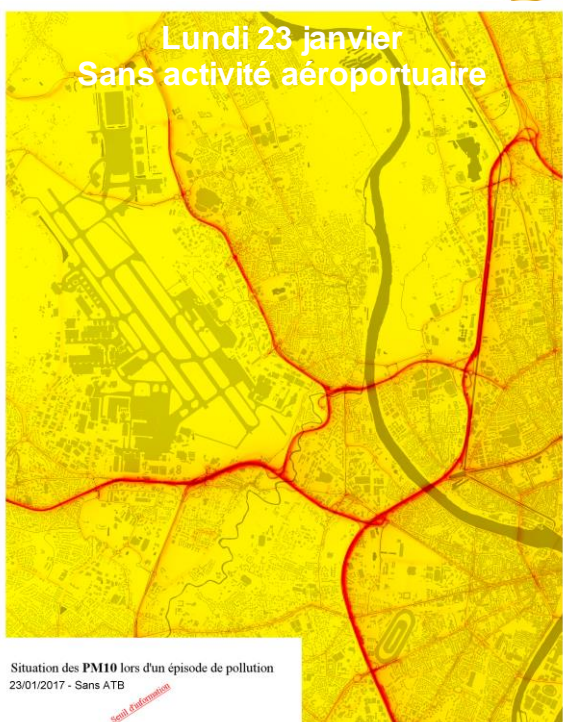 Lundi 23 janvier
Sans activité aéroportuaire
Situation des PM10 lors d'un épisode de pollution
23/01/2017 - Sans ATB
Seuil d'information